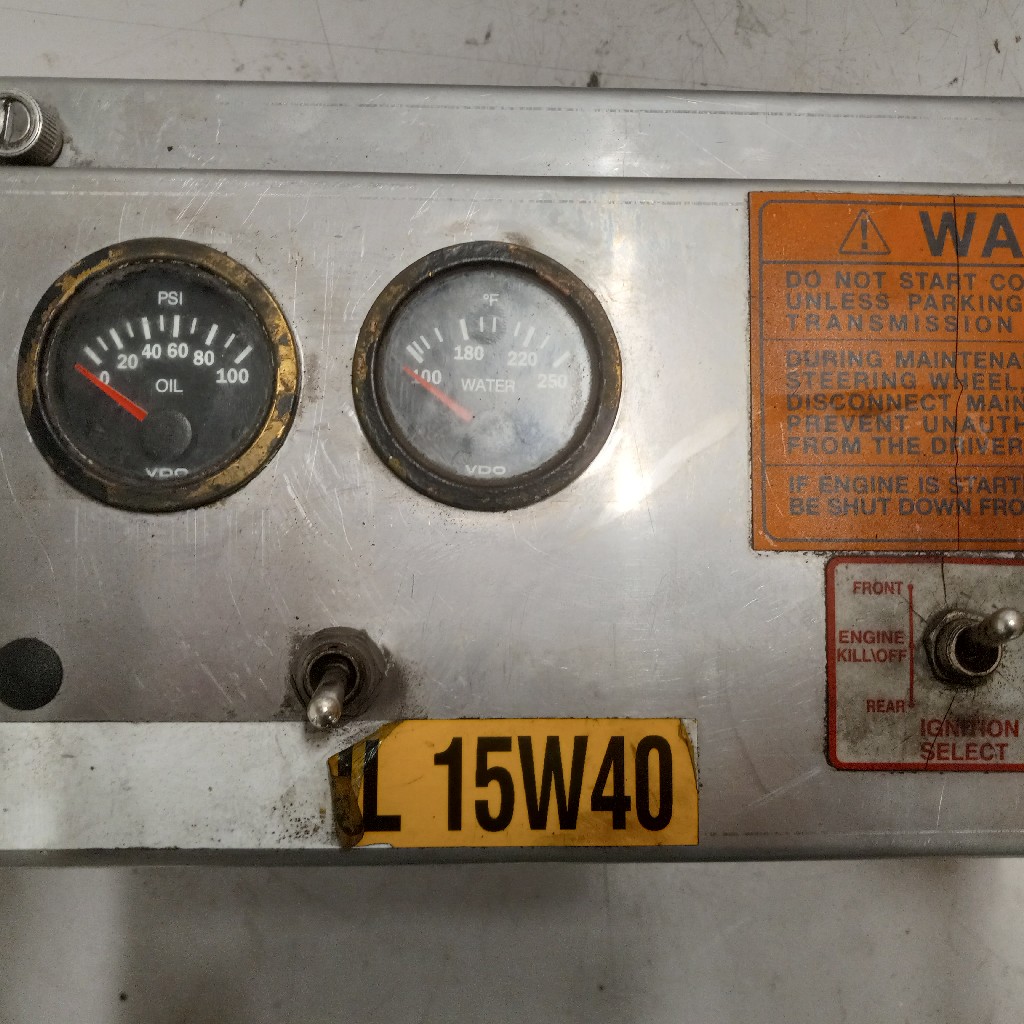 PSI
0 20 40 60 80 100
OIL
VDO
°F
100 180 220 250
WATER
VDO
WA
DO NOT START CO
UNLESS PARKING
TRANSMISSION
DURING MAINTENA
STEERING WHEEL
DISCONNECT MAIN
PREVENT UNAUTH
FROM THE DRIVER
IF ENGINE IS START
BE SHUT DOWN FRO
FRONT
ENGINE
KILL\OFF
REAR
IGNITION
SELECT
L 15W40